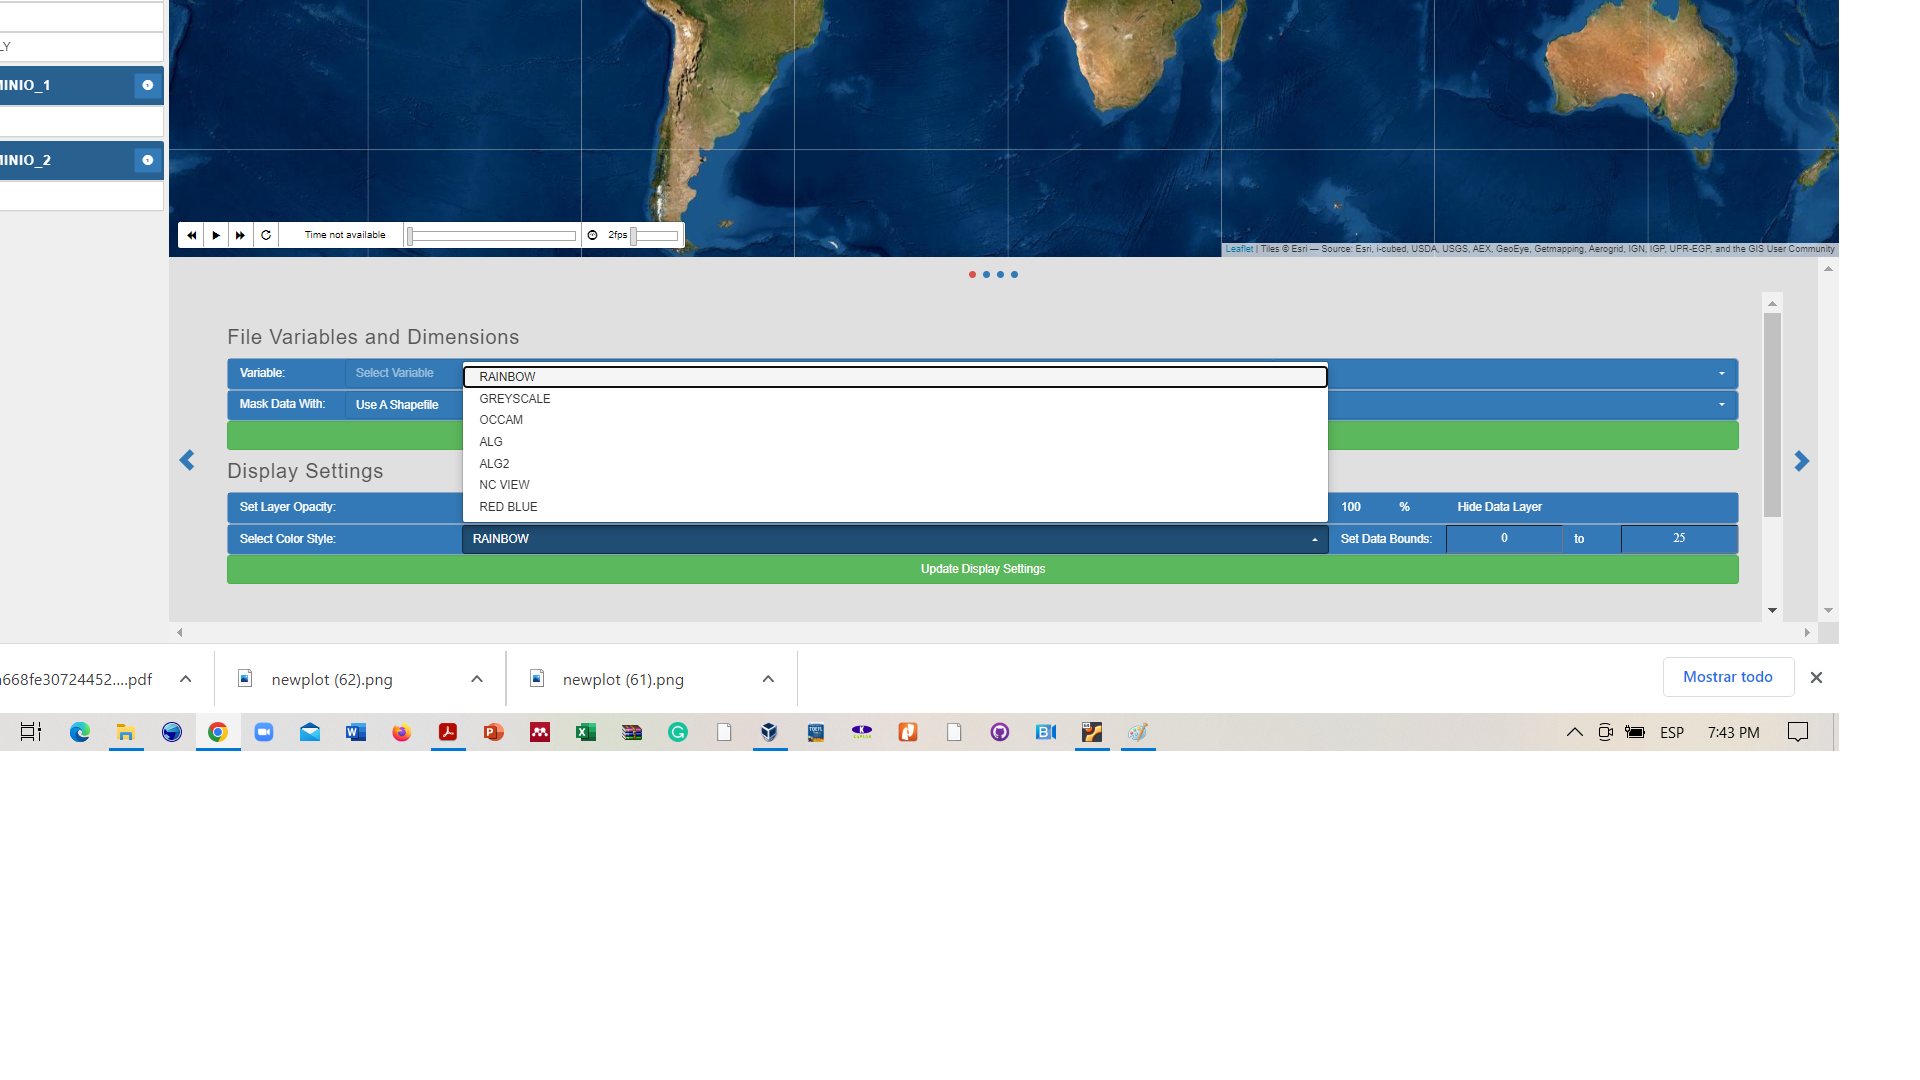 LY
MINIO_1
MINIO_2
Time not available
2fps
Leaflet | Tiles © Esri — Source: Esri, i-cubed, USDA, USGS, AEX, GeoEye, Getmapping, Aerogrid, IGN, IGP, UPR-EGP, and the GIS User Community
File Variables and Dimensions
Variable: Select Variable
Mask Data With: Use A Shapefile
RAINBOW
GREYSCALE
OCCAM
ALG
ALG2
NC VIEW
RED BLUE
Display Settings
Set Layer Opacity: 100 % Hide Data Layer
Select Color Style: RAINBOW Set Data Bounds: 0 to 25
Update Display Settings
668fe30724452....pdf newplot (62).png newplot (61).png Mostrar todo
ESP 7:43 PM